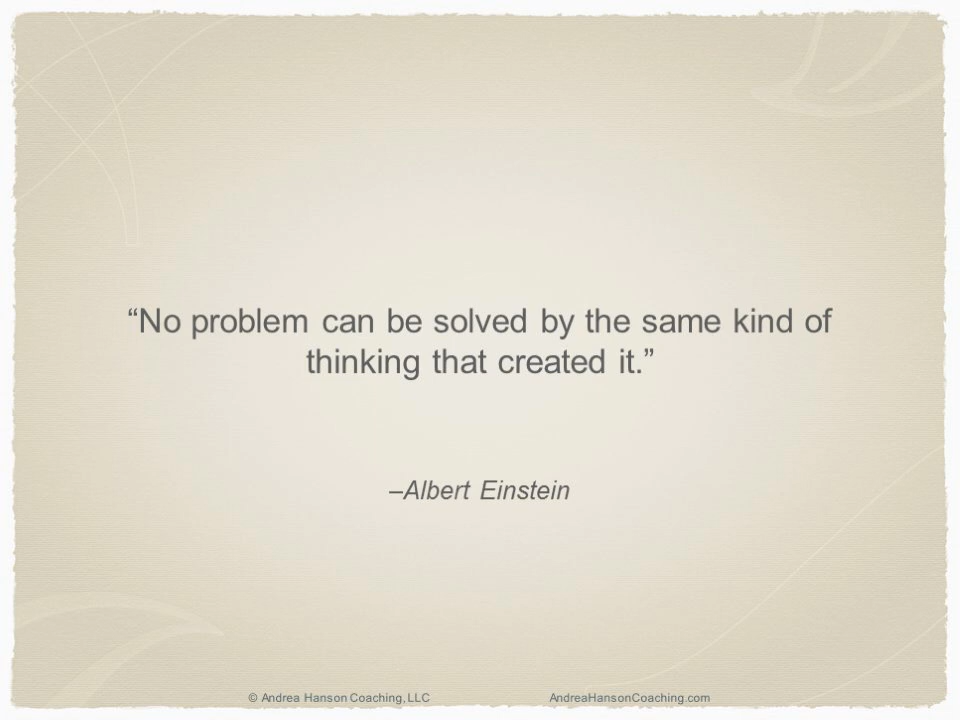 “No problem can be solved by the same kind of
thinking that created it.”
–Albert Einstein
© Andrea Hanson Coaching, LLC AndreaHansonCoaching.com